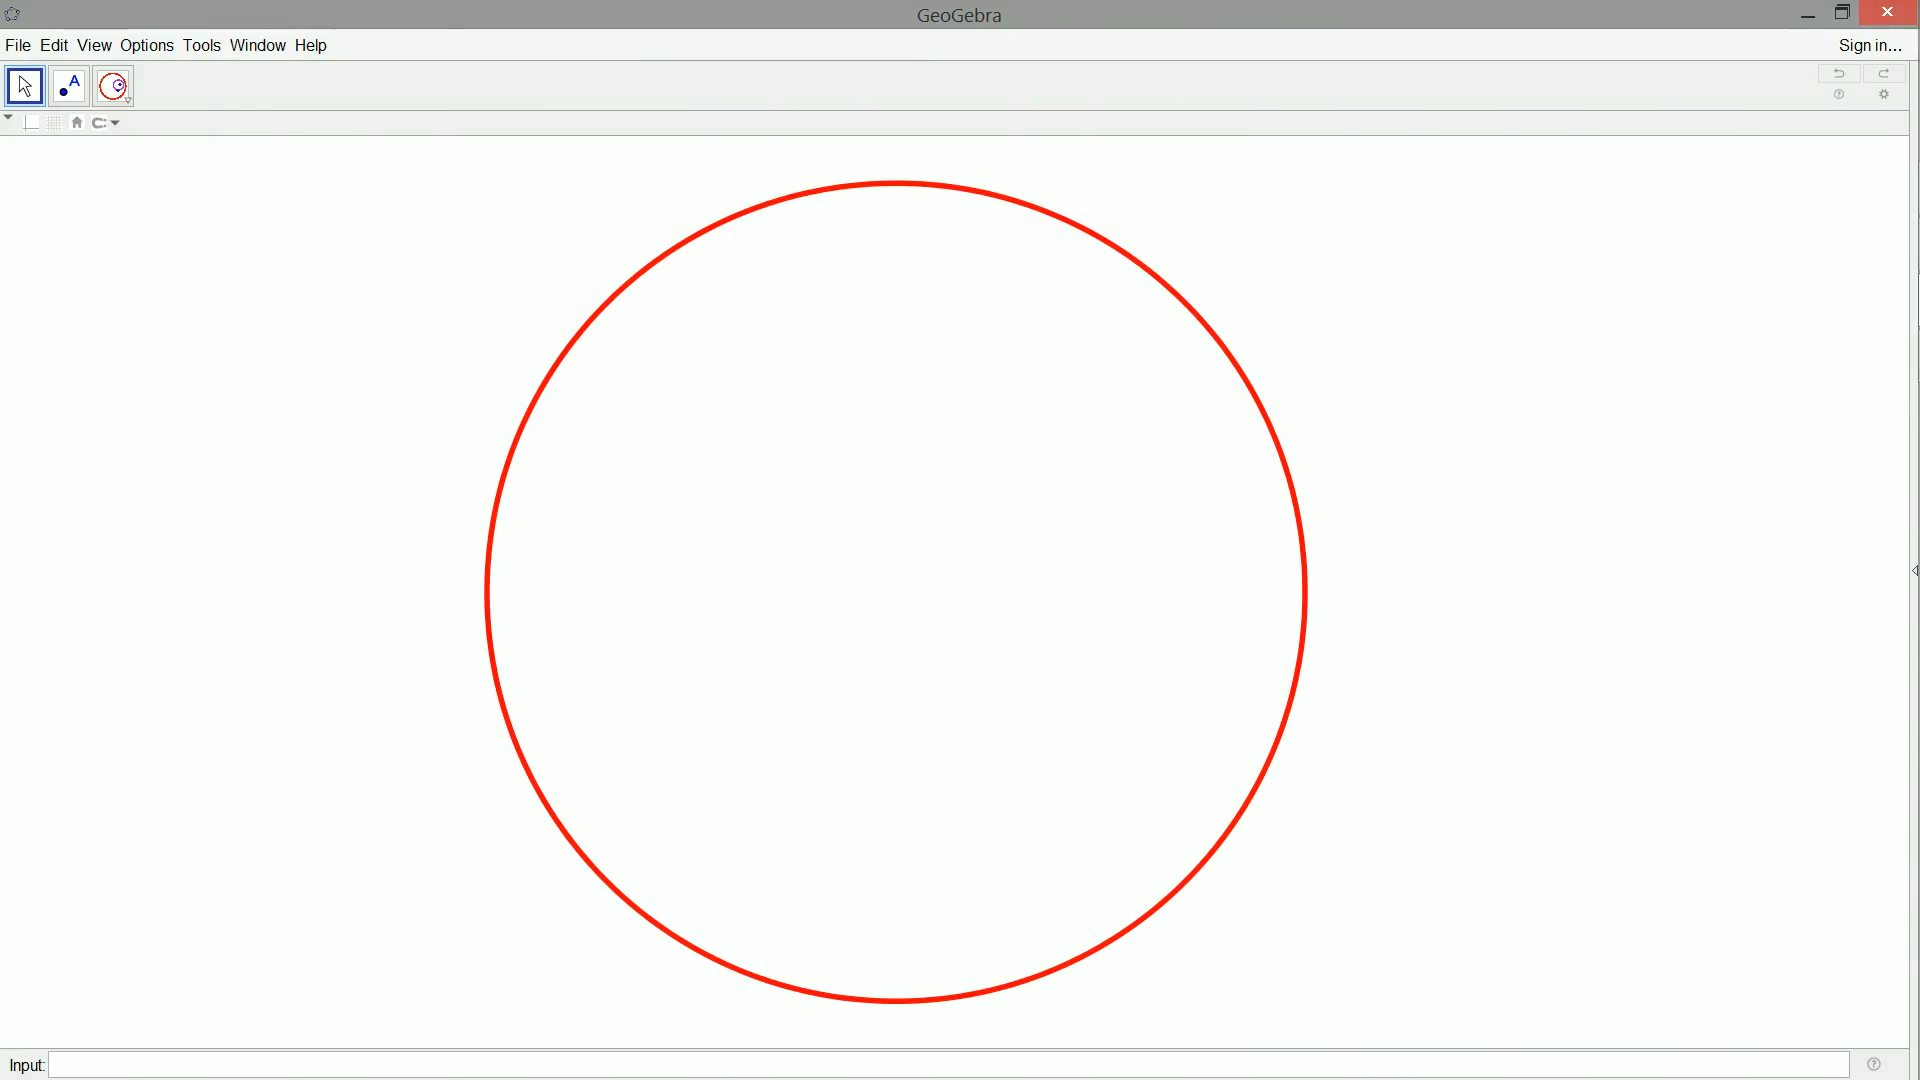 GeoGebra
File Edit View Options Tools Window Help
Sign in...
A
Input: